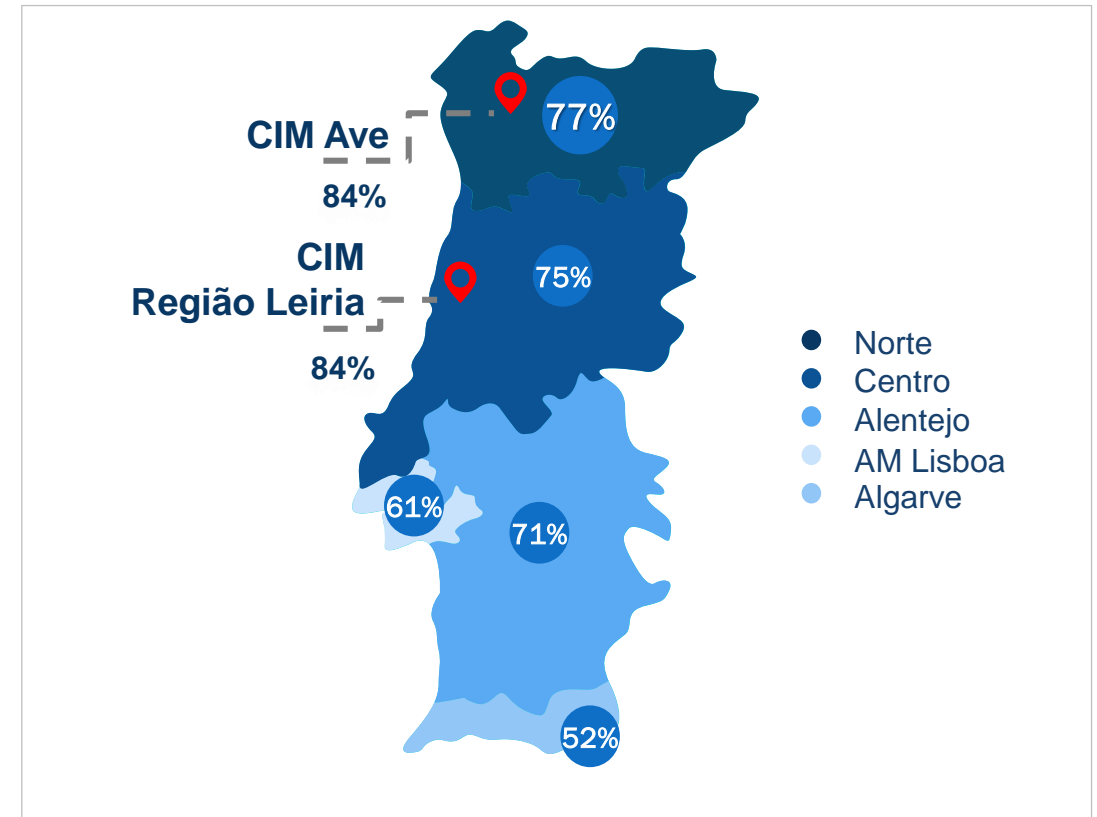 77%
CIM Ave
84%
CIM
Região Leiria
84%
75%
Norte
Centro
Alentejo
AM Lisboa
Algarve
61%
71%
52%